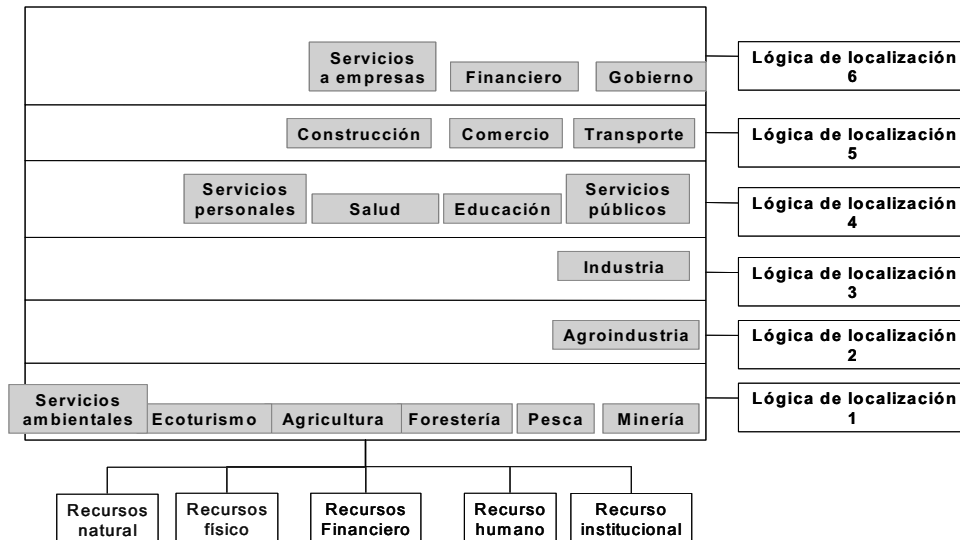 Servicios
a empresas
Financiero
Gobierno
Lógica de localización
6
Construcción
Comercio
Transporte
Lógica de localización
5
Servicios
personales
Salud
Educación
Servicios
públicos
Lógica de localización
4
Industria
Lógica de localización
3
Agroindustria
Lógica de localización
2
Servicios
ambientales
Ecoturismo
Agricultura
Forestería
Pesca
Minería
Lógica de localización
1
Recursos
natural
Recursos
físico
Recursos
Financiero
Recurso
humano
Recurso
institucional